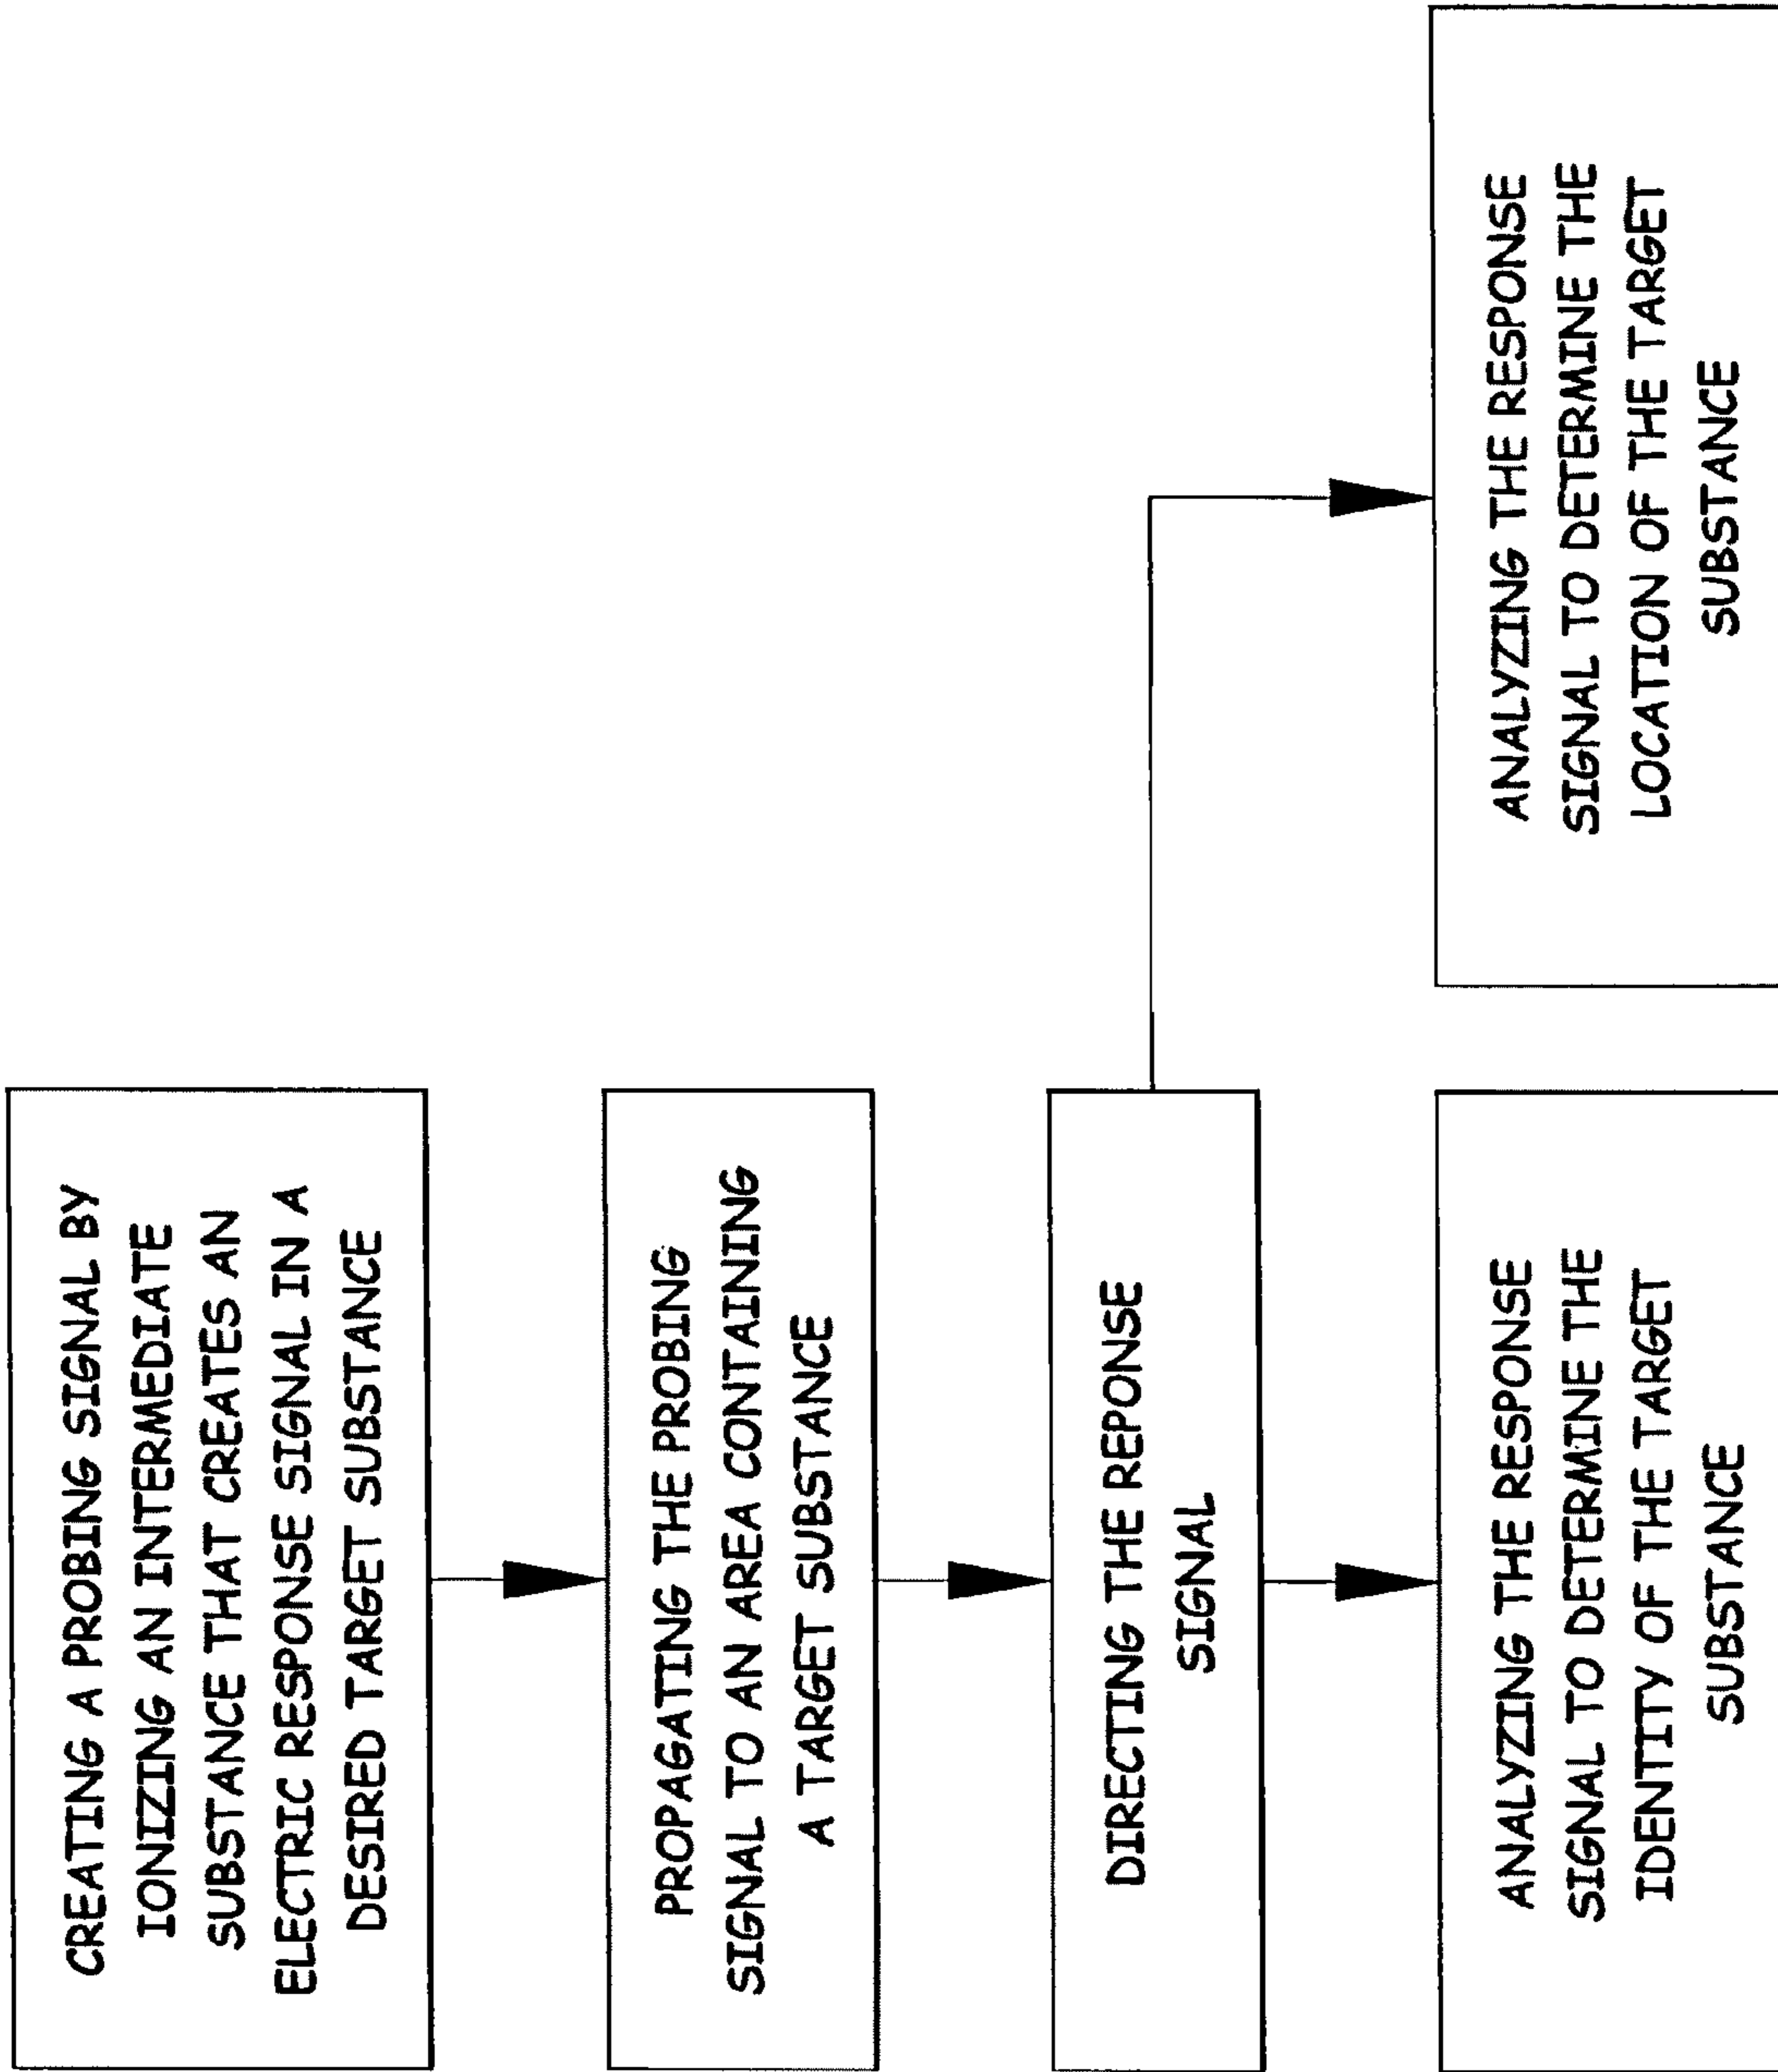 CREATING A PROBING SIGNAL BY
IONIZING AN INTERMEDIATE
SUBSTANCE THAT CREATES AN
ELECTRIC RESPONSE SIGNAL IN A
DESIRED TARGET SUBSTANCE
PROPAGATING THE PROBING
SIGNAL TO AN AREA CONTAINING
A TARGET SUBSTANCE
DIRECTING THE REPONSE
SIGNAL
ANALYZING THE RESPONSE
SIGNAL TO DETERMINE THE
IDENTITY OF THE TARGET
SUBSTANCE
ANALYZING THE RESPONSE
SIGNAL TO DETERMINE THE
LOCATION OF THE TARGET
SUBSTANCE